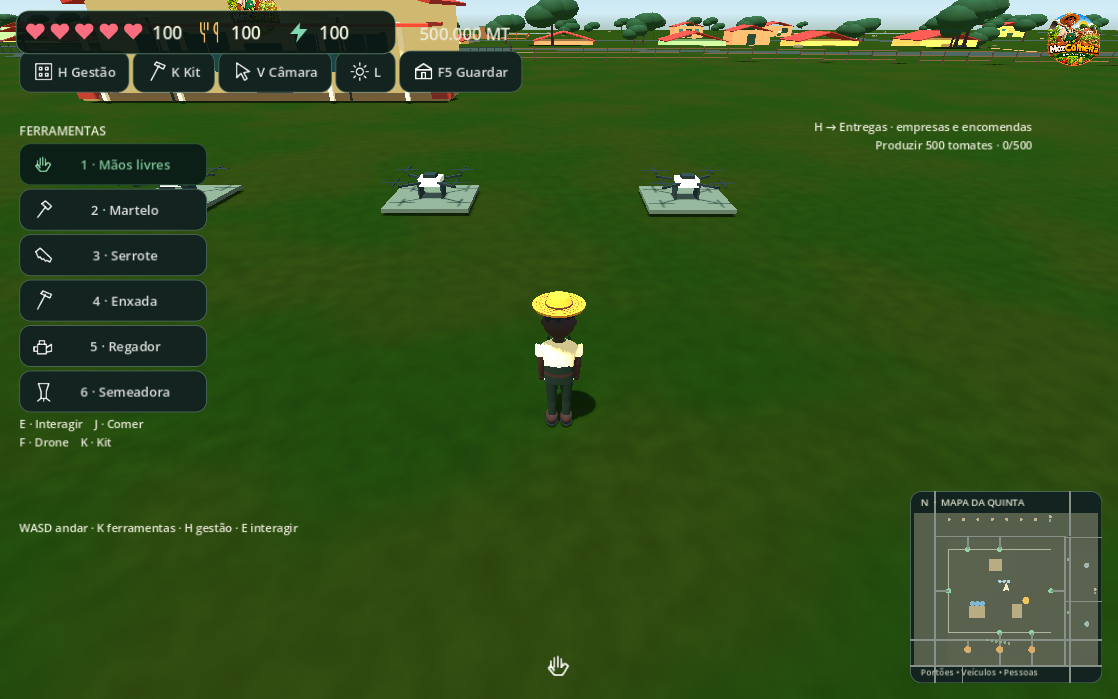 100 100 100 500.000 MT
H Gestão K Kit V Câmara L F5 Guardar
MozColheita
FERRAMENTAS
1 · Mãos livres
2 · Martelo
3 · Serrote
4 · Enxada
5 · Regador
6 · Semeadora
E · Interagir J · Comer
F · Drone K · Kit
H → Entregas · empresas e encomendas
Produzir 500 tomates · 0/500
WASD andar · K ferramentas · H gestão · E interagir
N MAPA DA QUINTA
Portões • Veículos • Pessoas